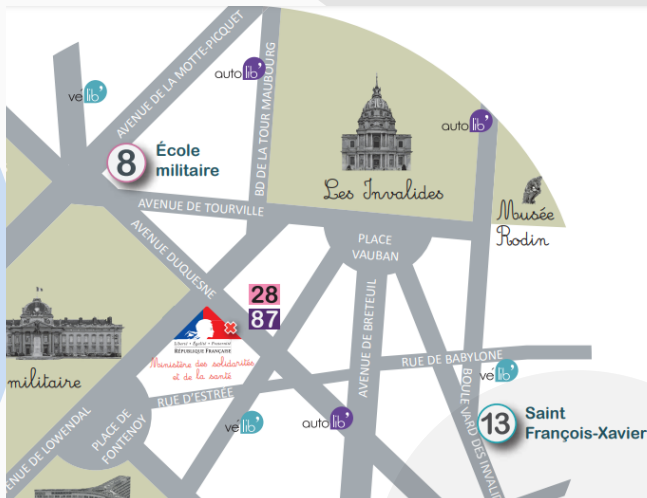 AVENUE DE LA MOTTE-PICQUET
BD DE LA TOUR MAUBOURG
autolib'
vélib'
autolib'
8
École
militaire
Les Invalides
Musée
Rodin
AVENUE DE TOURVILLE
PLACE
VAUBAN
AVENUE DUQUESNE
28
87
Liberté • Égalité • Fraternité
RÉPUBLIQUE FRANÇAISE
Ministère des solidarités
et de la santé
militaire
AVENUE DE BRETEUIL
RUE DE BABYLONE
vélib'
BOULEVARD DES INVALI
RUE D'ESTRÉE
PLACE DE
FONTENOY
ENUE DE LOWENDAL
vélib'
autolib'
13
Saint
François-Xavier